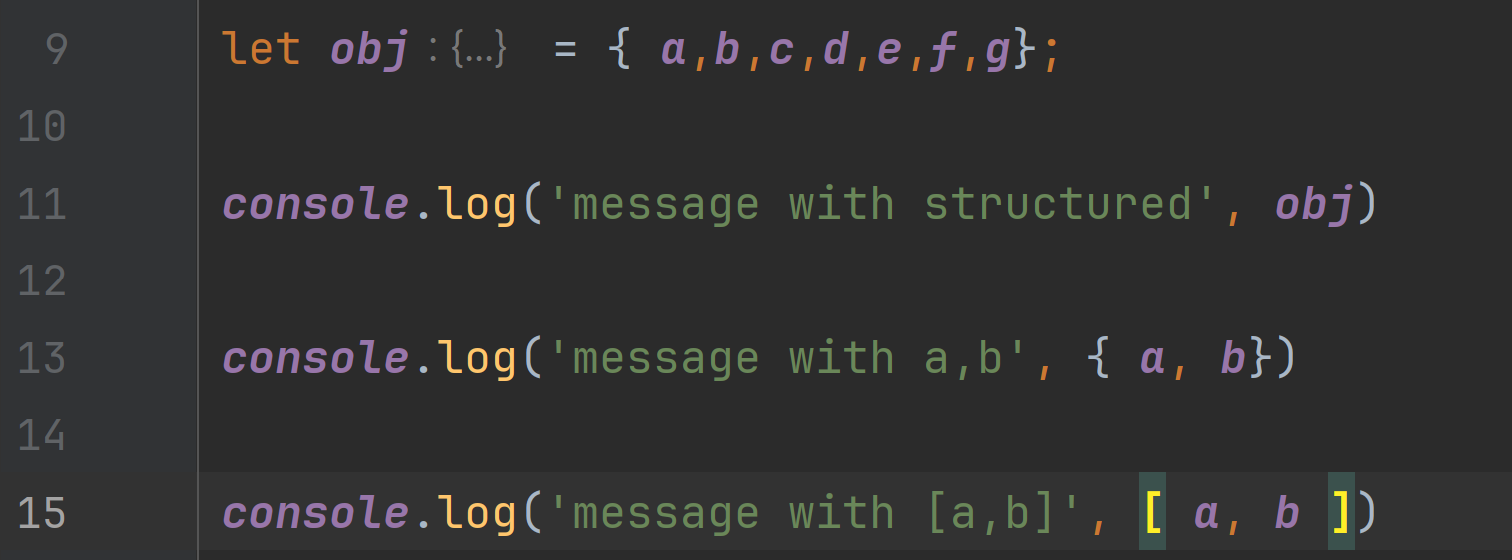 9 let obj :{...} = { a,b,c,d,e,f,g};
10
11 console.log('message with structured', obj)
12
13 console.log('message with a,b', { a, b})
14
15 console.log('message with [a,b]', [ a, b ])